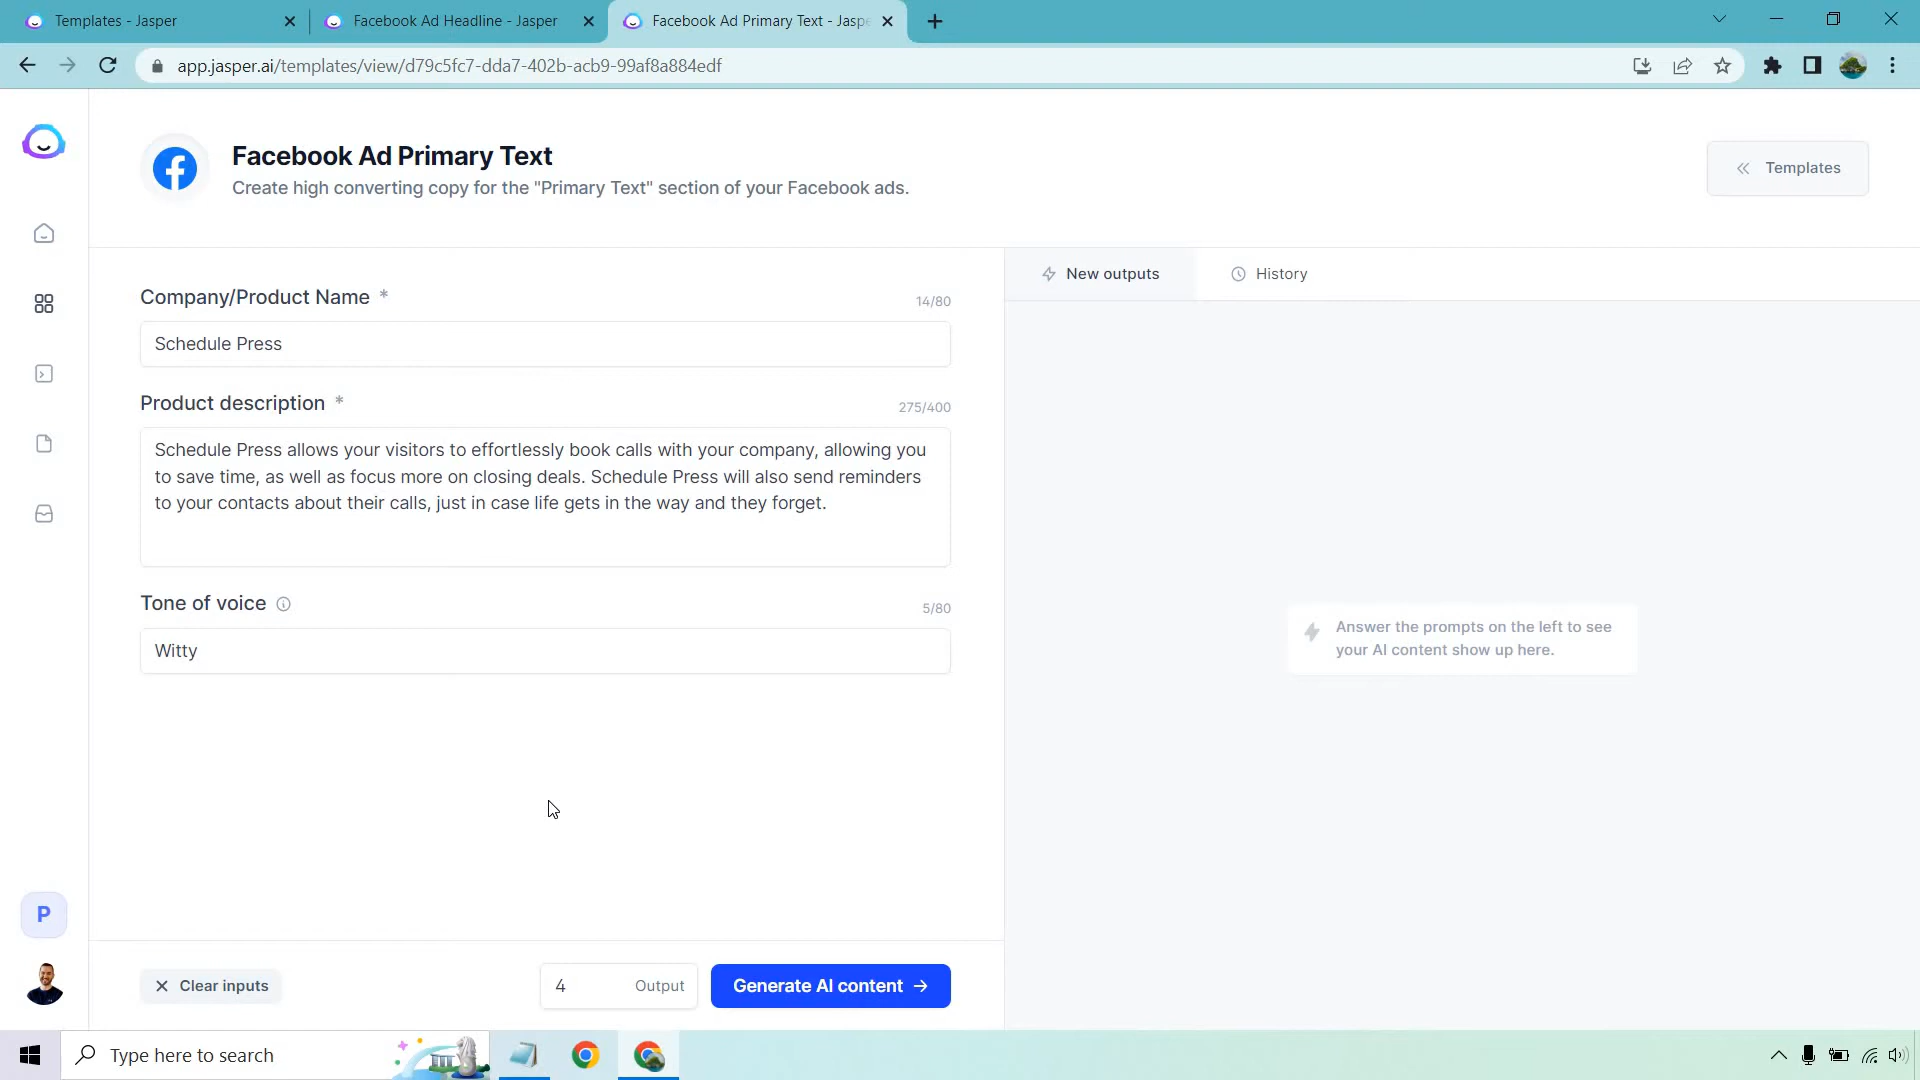 Templates - Jasper
Facebook Ad Headline - Jasper
Facebook Ad Primary Text - Jaspe
app.jasper.ai/templates/view/d79c5fc7-dda7-402b-acb9-99af8a884edf
Facebook Ad Primary Text
Create high converting copy for the "Primary Text" section of your Facebook ads.
Templates
Company/Product Name *
14/80
Schedule Press
Product description *
275/400
Schedule Press allows your visitors to effortlessly book calls with your company, allowing you
to save time, as well as focus more on closing deals. Schedule Press will also send reminders
to your contacts about their calls, just in case life gets in the way and they forget.
Tone of voice
5/80
Witty
New outputs
History
Answer the prompts on the left to see
your AI content show up here.
P
Clear inputs
4 Output
Generate AI content
Type here to search